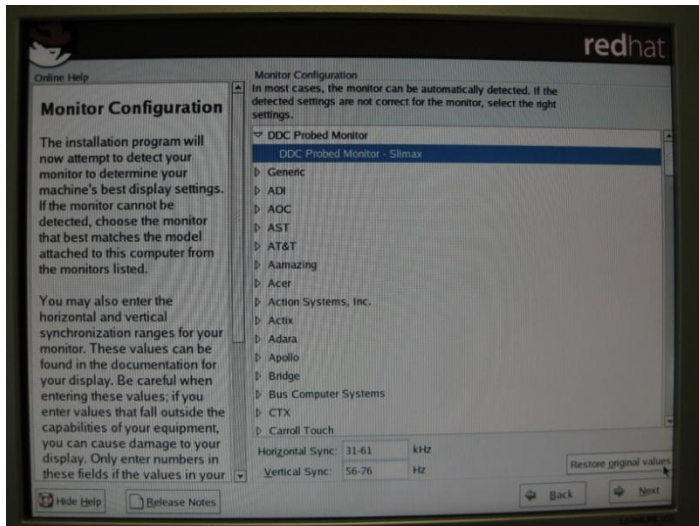 redhat
Online Help
Monitor Configuration
The installation program will
now attempt to detect your
monitor to determine your
machine's best display settings.
If the monitor cannot be
detected, choose the monitor
that best matches the model
attached to this computer from
the monitors listed.
You may also enter the
horizontal and vertical
synchronization ranges for your
monitor. These values can be
found in the documentation for
your display. Be careful when
entering these values; if you
enter values that fall outside the
capabilities of your equipment,
you can cause damage to your
display. Only enter numbers in
these fields if the values in your
Monitor Configuration
In most cases, the monitor can be automatically detected. If the
detected settings are not correct for the monitor, select the right
settings.
DDC Probed Monitor
DDC Probed Monitor - Slimax
Generic
ADI
AOC
AST
AT&T
Aamazing
Acer
Action Systems, Inc.
Actix
Adara
Apollo
Bridge
Bus Computer Systems
CTX
Carroll Touch
Horizontal Sync: 31-61 kHz
Vertical Sync: 56-76 Hz
Restore original values
Hide Help
Release Notes
Back
Next